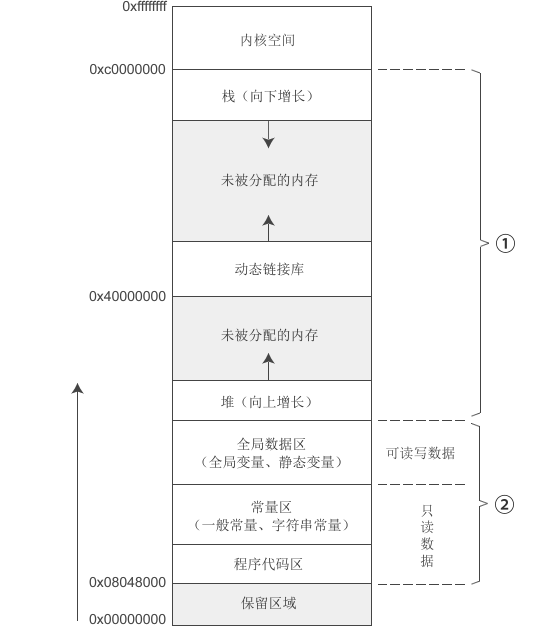 0xffffffff
内核空间
0xc0000000
栈（向下增长）
未被分配的内存
①
动态链接库
0x40000000
未被分配的内存
堆（向上增长）
全局数据区
（全局变量、静态变量）
可读写数据
常量区
（一般常量、字符串常量）
②
只读数据
程序代码区
0x08048000
保留区域
0x00000000